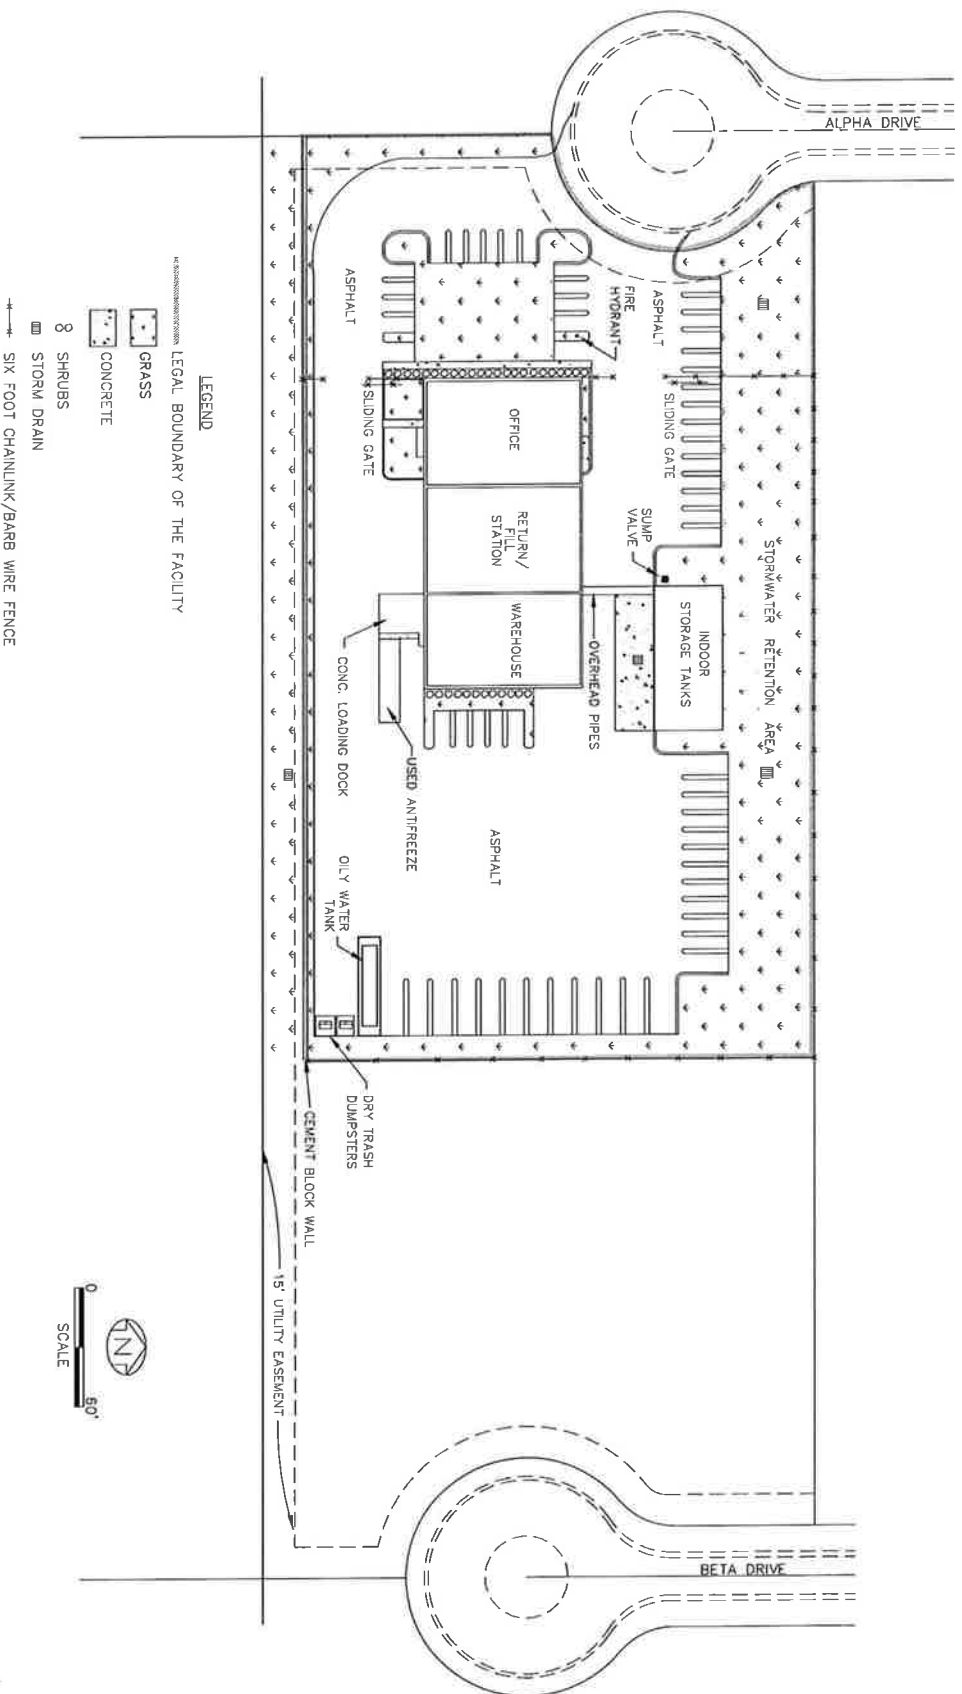 ALPHA DRIVE
ASPHALT
FIRE
HYDRANT
ASPHALT
SLIDING GATE
SLIDING GATE
OFFICE
RETURN/
FILL
STATION
WAREHOUSE
SUMP
VALVE
INDOOR
STORAGE TANKS
STORMWATER RETENTION AREA
OVERHEAD PIPES
CONC. LOADING DOCK
USED ANTIFREEZE
ASPHALT
OILY WATER
TANK
DRY TRASH
DUMPSTERS
CEMENT BLOCK WALL
15' UTILITY EASEMENT
BETA DRIVE
LEGEND
LEGAL BOUNDARY OF THE FACILITY
GRASS
CONCRETE
SHRUBS
STORM DRAIN
SIX FOOT CHAINLINK/BARB WIRE FENCE
N
0 60'
SCALE